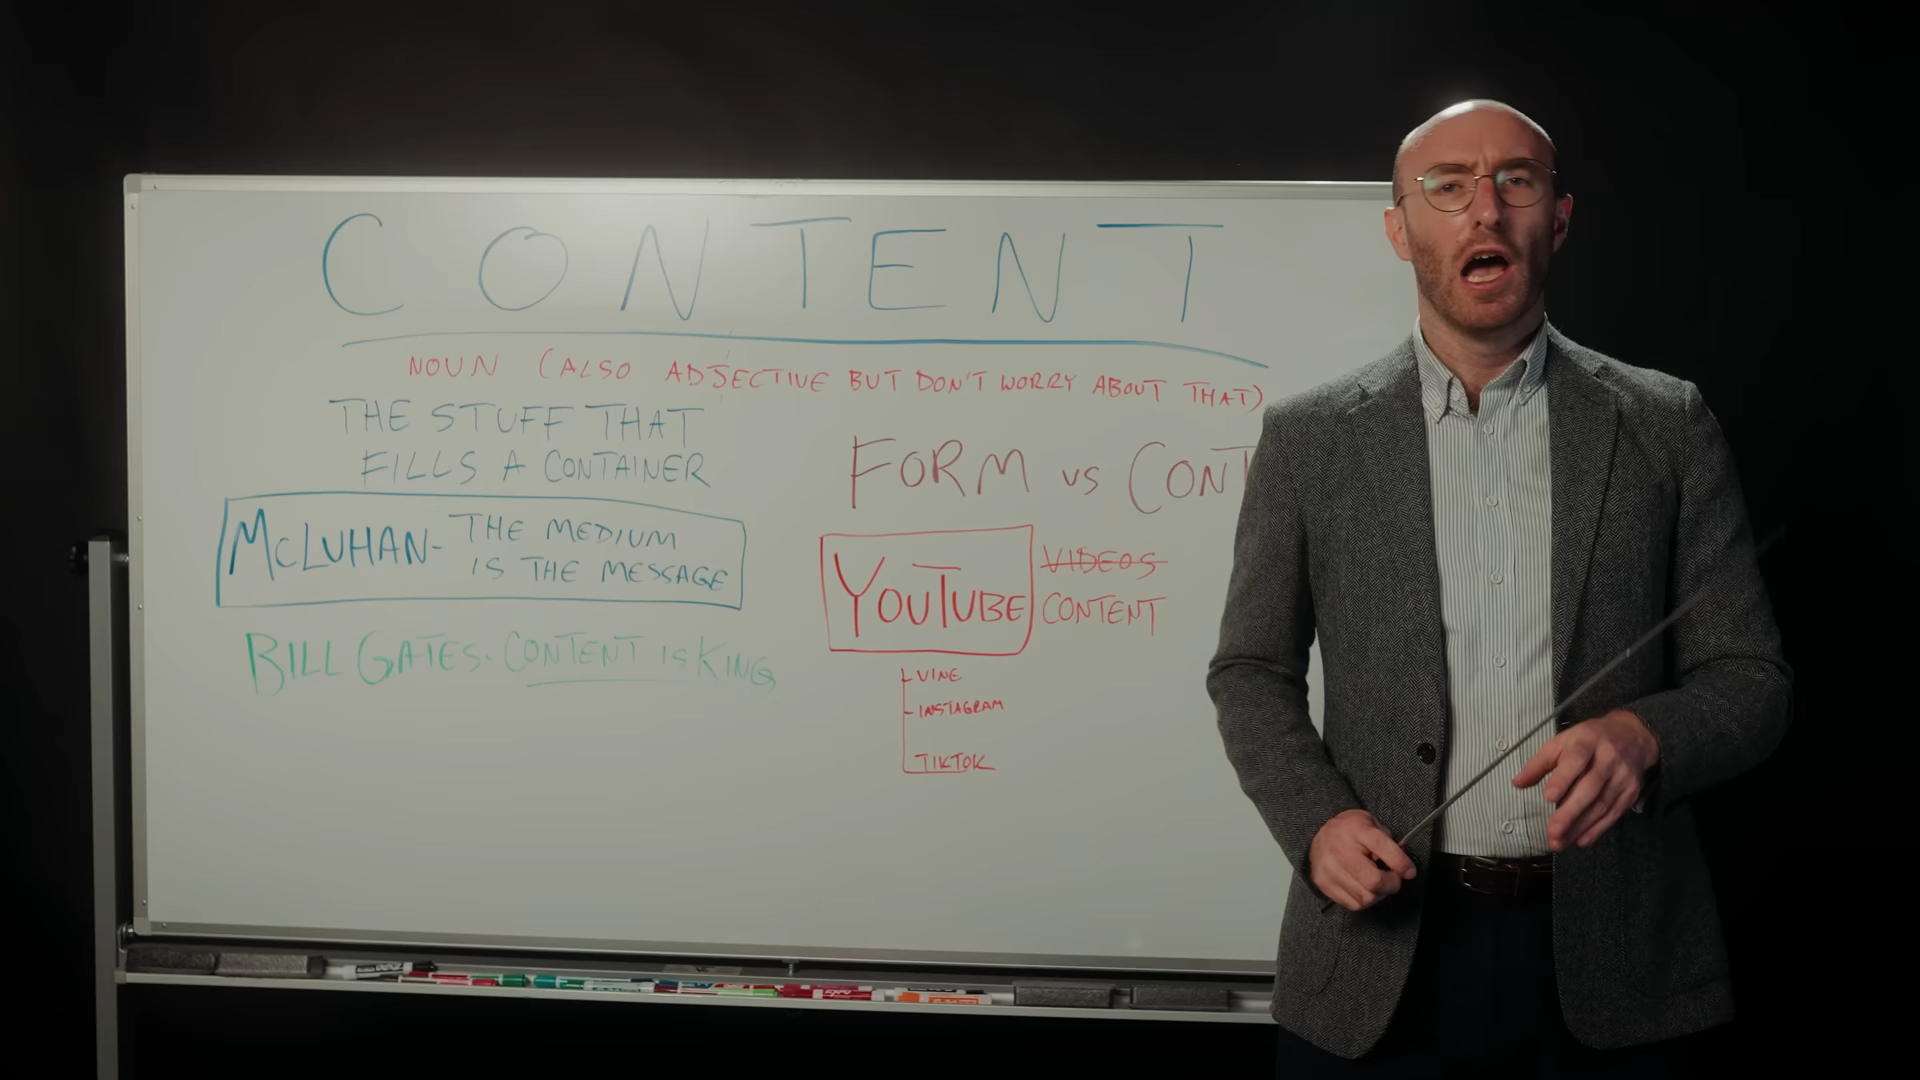 CONTENT
NOUN (ALSO ADJECTIVE BUT DON'T WORRY ABOUT THAT)
THE STUFF THAT
FILLS A CONTAINER
MCLUHAN- THE MEDIUM
IS THE MESSAGE
BILL GATES- CONTENT IS KING
FORM VS CONT
YOUTUBE
VIDEOS
CONTENT
VINE
INSTAGRAM
TIKTOK